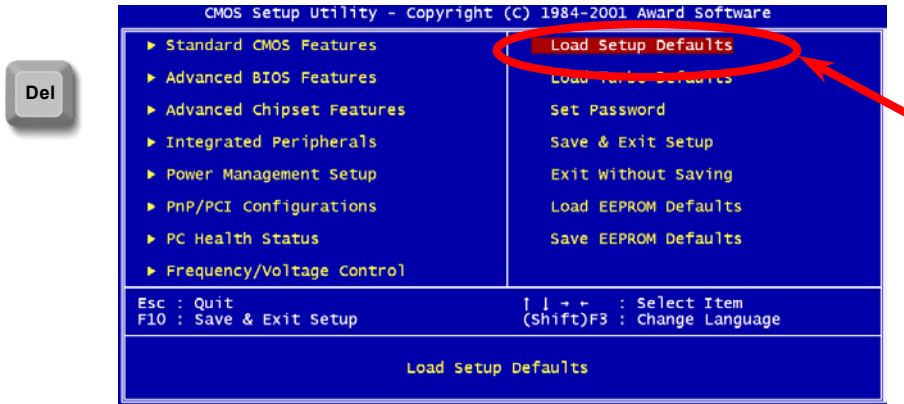 CMOS Setup Utility - Copyright (C) 1984-2001 Award Software
Del
▶ Standard CMOS Features
▶ Advanced BIOS Features
▶ Advanced Chipset Features
▶ Integrated Peripherals
▶ Power Management Setup
▶ PnP/PCI Configurations
▶ PC Health Status
▶ Frequency/Voltage Control
Load Setup Defaults
Load Turbo Defaults
Set Password
Save & Exit Setup
Exit Without Saving
Load EEPROM Defaults
Save EEPROM Defaults
Esc : Quit
F10 : Save & Exit Setup
↑ ↓ → ← : Select Item
(Shift)F3 : Change Language
Load Setup Defaults